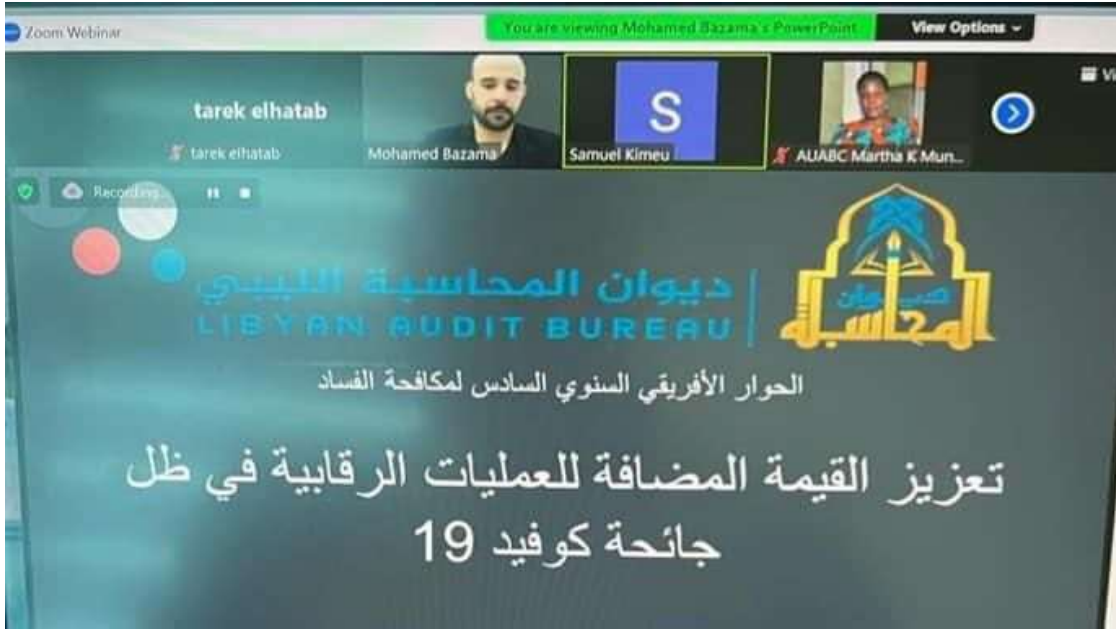 Zoom Webinar
You are viewing Mohamed Bazama's PowerPoint
View Options
tarek elhatab
tarek elhatab
Mohamed Bazama
S
Samuel Kimeu
AUABC Martha K Mun...
Recording...
ديوان المحاسبة الليبي
LIBYAN AUDIT BUREAU
ديوان
المحاسبة
الحوار الأفريقي السنوي السادس لمكافحة الفساد
تعزيز القيمة المضافة للعمليات الرقابية في ظل
جائحة كوفيد 19